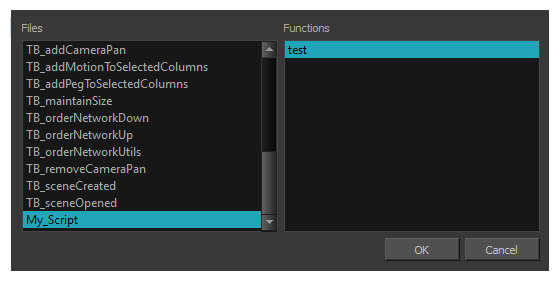 Files
Functions
TB_addCameraPan
TB_addMotionToSelectedColumns
TB_addPegToSelectedColumns
TB_maintainSize
TB_orderNetworkDown
TB_orderNetworkUp
TB_orderNetworkUtils
TB_removeCameraPan
TB_sceneCreated
TB_sceneOpened
My_Script
test
OK
Cancel